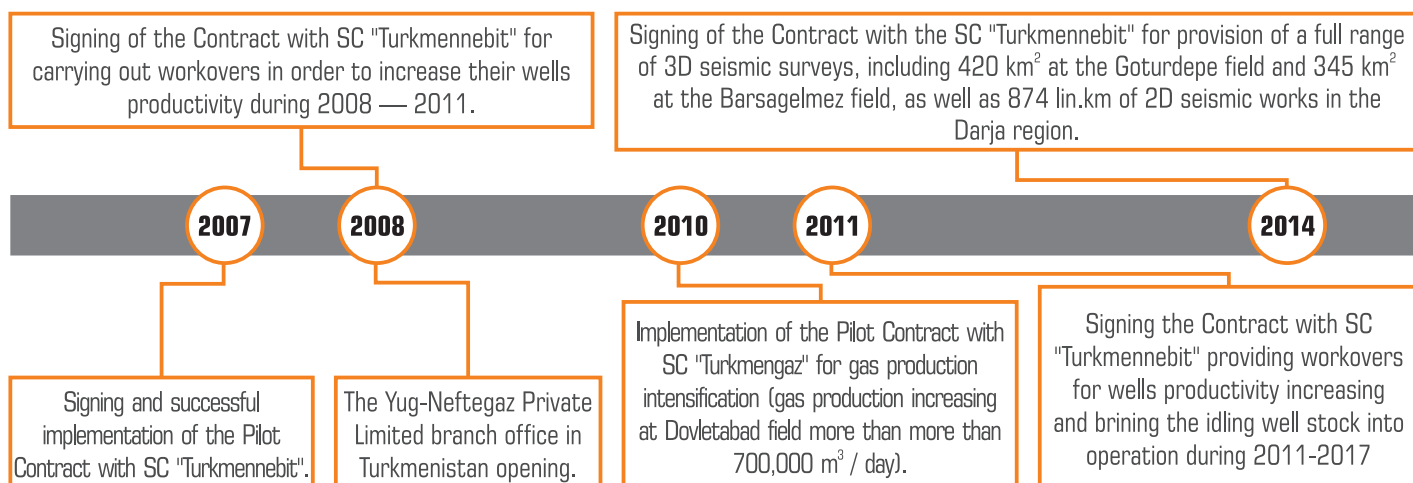 Signing of the Contract with SC "Turkmennebit" for
carrying out workovers in order to increase their wells
productivity during 2008 — 2011.
Signing of the Contract with the SC "Turkmennebit" for provision of a full range
of 3D seismic surveys, including 420 km² at the Goturdepe field and 345 km²
at the Barsagelmez field, as well as 874 lin.km of 2D seismic works in the
Darja region.
2007
2008
2010
2011
2014
Signing and successful
implementation of the Pilot
Contract with SC "Turkmennebit".
The Yug-Neftegaz Private
Limited branch office in
Turkmenistan opening.
Implementation of the Pilot Contract with
SC "Turkmengaz" for gas production
intensification (gas production increasing
at Dovletabad field more than more than
700,000 m³ / day).
Signing the Contract with SC
"Turkmennebit" providing workovers
for wells productivity increasing
and brining the idling well stock into
operation during 2011-2017